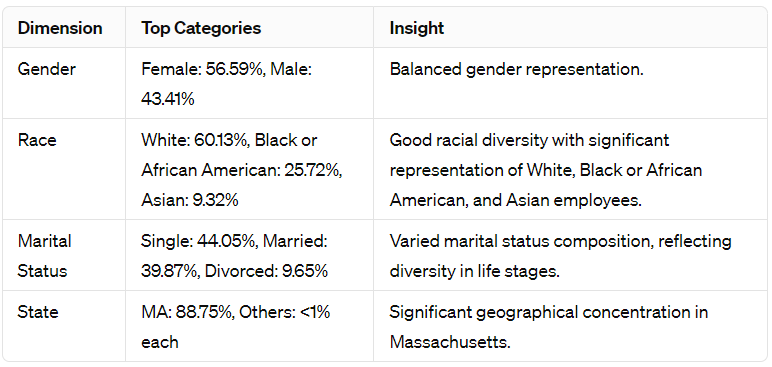 Dimension Top Categories Insight
Gender Female: 56.59%, Male: Balanced gender representation.
43.41%
Race White: 60.13%, Black or Good racial diversity with significant
African American: 25.72%, representation of White, Black or African
Asian: 9.32% American, and Asian employees.
Marital Single: 44.05%, Married: Varied marital status composition, reflecting
Status 39.87%, Divorced: 9.65% diversity in life stages.
State MA: 88.75%, Others: <1% Significant geographical concentration in
each Massachusetts.